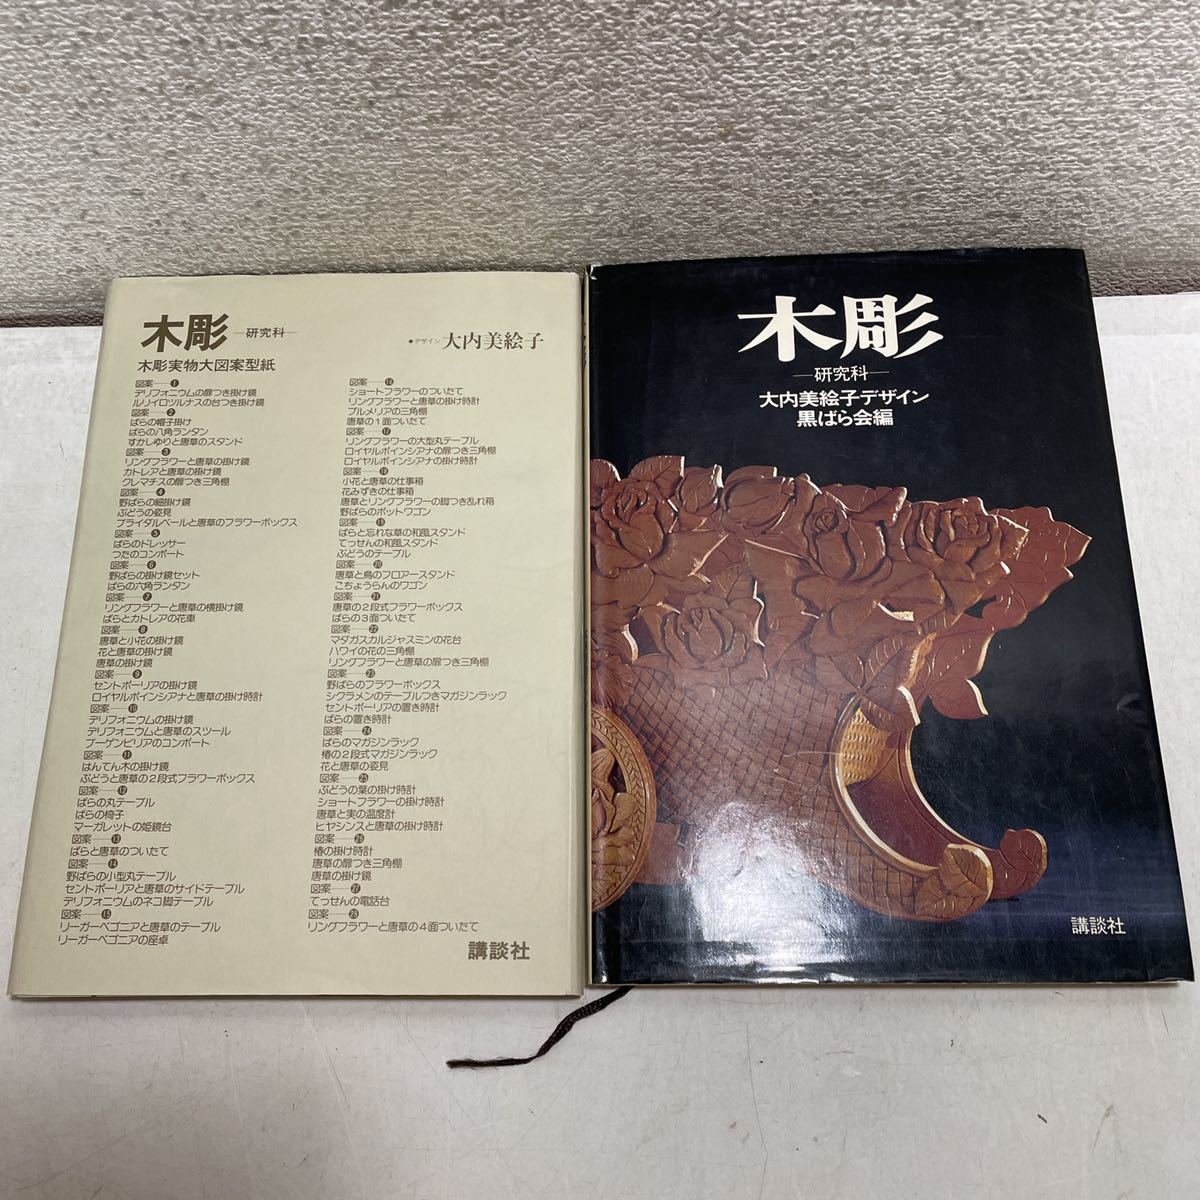 木彫
―研究科―
●デザイン 大内美絵子
木彫実物大図案型紙
図案――❶
デリフォニウムの扉つき掛け鏡
ルリイロツルナスの台つき掛け鏡
図案――❷
ばらの帽子掛け
ばらの八角ランタン
すかしゆりと唐草のスタンド
図案――❸
リングフラワーと唐草の掛け鏡
カトレアと唐草の掛け鏡
クレマチスの扉つき三角棚
図案――❹
野ばらの細掛け鏡
ぶどうの姿見
ブライダルベールと唐草のフラワーボックス
図案――❺
ばらのドレッサー
つたのコンポート
図案――❻
野ばらの掛け鏡セット
ばらの六角ランタン
図案――❼
リングフラワーと唐草の横掛け鏡
ばらとカトレアの花車
図案――❽
唐草と小花の掛け鏡
花と唐草の掛け鏡
唐草の掛け鏡
図案――❾
セントポーリアの掛け鏡
ロイヤルポインシアナと唐草の掛け時計
図案――❿
デリフォニウムの掛け鏡
デリフォニウムと唐草のスツール
ブーゲンビリアのコンポート
図案――⓫
はんてん木の掛け鏡
ぶどうと唐草の2段式フラワーボックス
図案――⓬
ばらの丸テーブル
ばらの椅子
マーガレットの姫鏡台
図案――⓭
ばらと唐草のついたて
図案――⓮
野ばらの小型丸テーブル
セントポーリアと唐草のサイドテーブル
デリフォニウムのネコ脚テーブル
図案――⓯
リーガーベゴニアと唐草のテーブル
リーガーベゴニアの座卓
図案――⓰
ショートフラワーのついたて
リングフラワーと唐草の掛け時計
プルメリアの三角棚
唐草の1面ついたて
図案――⓱
リングフラワーの大型丸テーブル
ロイヤルポインシアナの扉つき三角棚
ロイヤルポインシアナの掛け時計
図案――⓲
小花と唐草の仕事箱
花みずきの仕事箱
唐草とリングフラワーの脚つき乱れ箱
野ばらのポットワゴン
図案――⓳
ばらと忘れな草の和風スタンド
てっせんの和風スタンド
ぶどうのテーブル
図案――⓴
唐草と鳥のフロアースタンド
こちょうらんのワゴン
図案――㉑
唐草の2段式フラワーボックス
ばらの3面ついたて
図案――㉒
マダガスカルジャスミンの花台
ハワイの花の三角棚
リングフラワーと唐草の扉つき三角棚
図案――㉓
野ばらのフラワーボックス
シクラメンのテーブルつきマガジンラック
セントポーリアの置き時計
ばらの置き時計
図案――㉔
ばらのマガジンラック
椿の2段式マガジンラック
花と唐草の姿見
図案――㉕
ぶどうの葉の掛け時計
ショートフラワーの掛け時計
唐草と実の温度計
ヒヤシンスと唐草の掛け時計
図案――㉖
椿の掛け時計
唐草の扉つき三角棚
唐草の掛け鏡
図案――㉗
てっせんの電話台
図案――㉘
リングフラワーと唐草の4面ついたて
講談社
木彫
―研究科―
大内美絵子デザイン
黒ばら会編
講談社